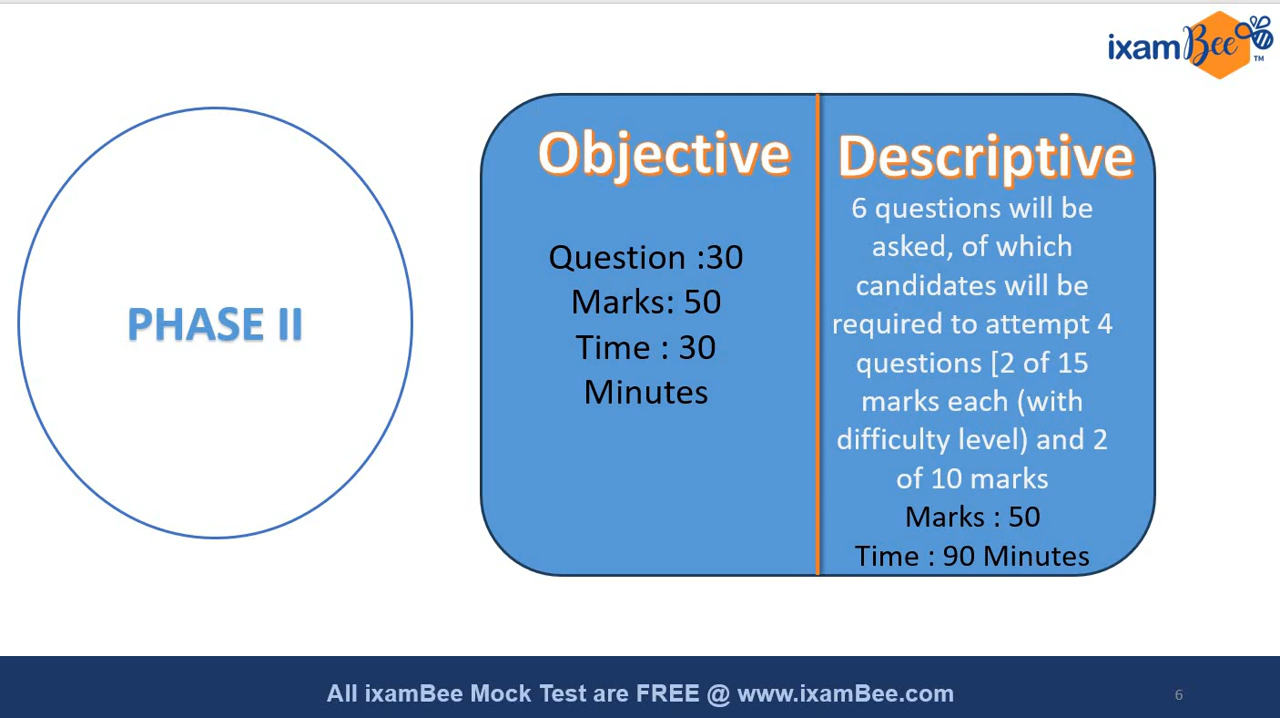 ixamBee
TM
PHASE II
Objective
Question :30
Marks: 50
Time : 30
Minutes
Descriptive
6 questions will be
asked, of which
candidates will be
required to attempt 4
questions [2 of 15
marks each (with
difficulty level) and 2
of 10 marks
Marks : 50
Time : 90 Minutes
All ixamBee Mock Test are FREE @ www.ixamBee.com
6